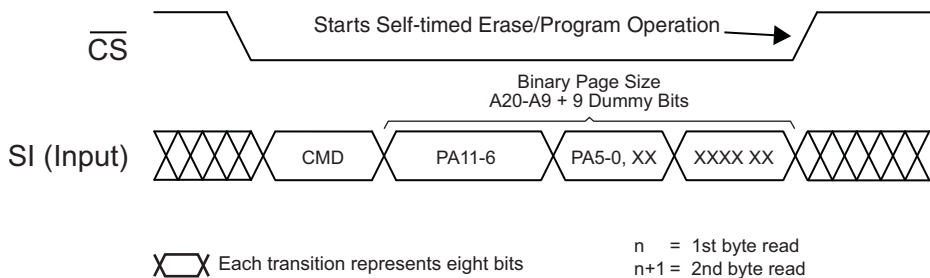 Starts Self-timed Erase/Program Operation
CS
Binary Page Size
A20-A9 + 9 Dummy Bits
SI (Input)
CMD
PA11-6
PA5-0, XX
XXXX XX
Each transition represents eight bits
n = 1st byte read
n+1 = 2nd byte read